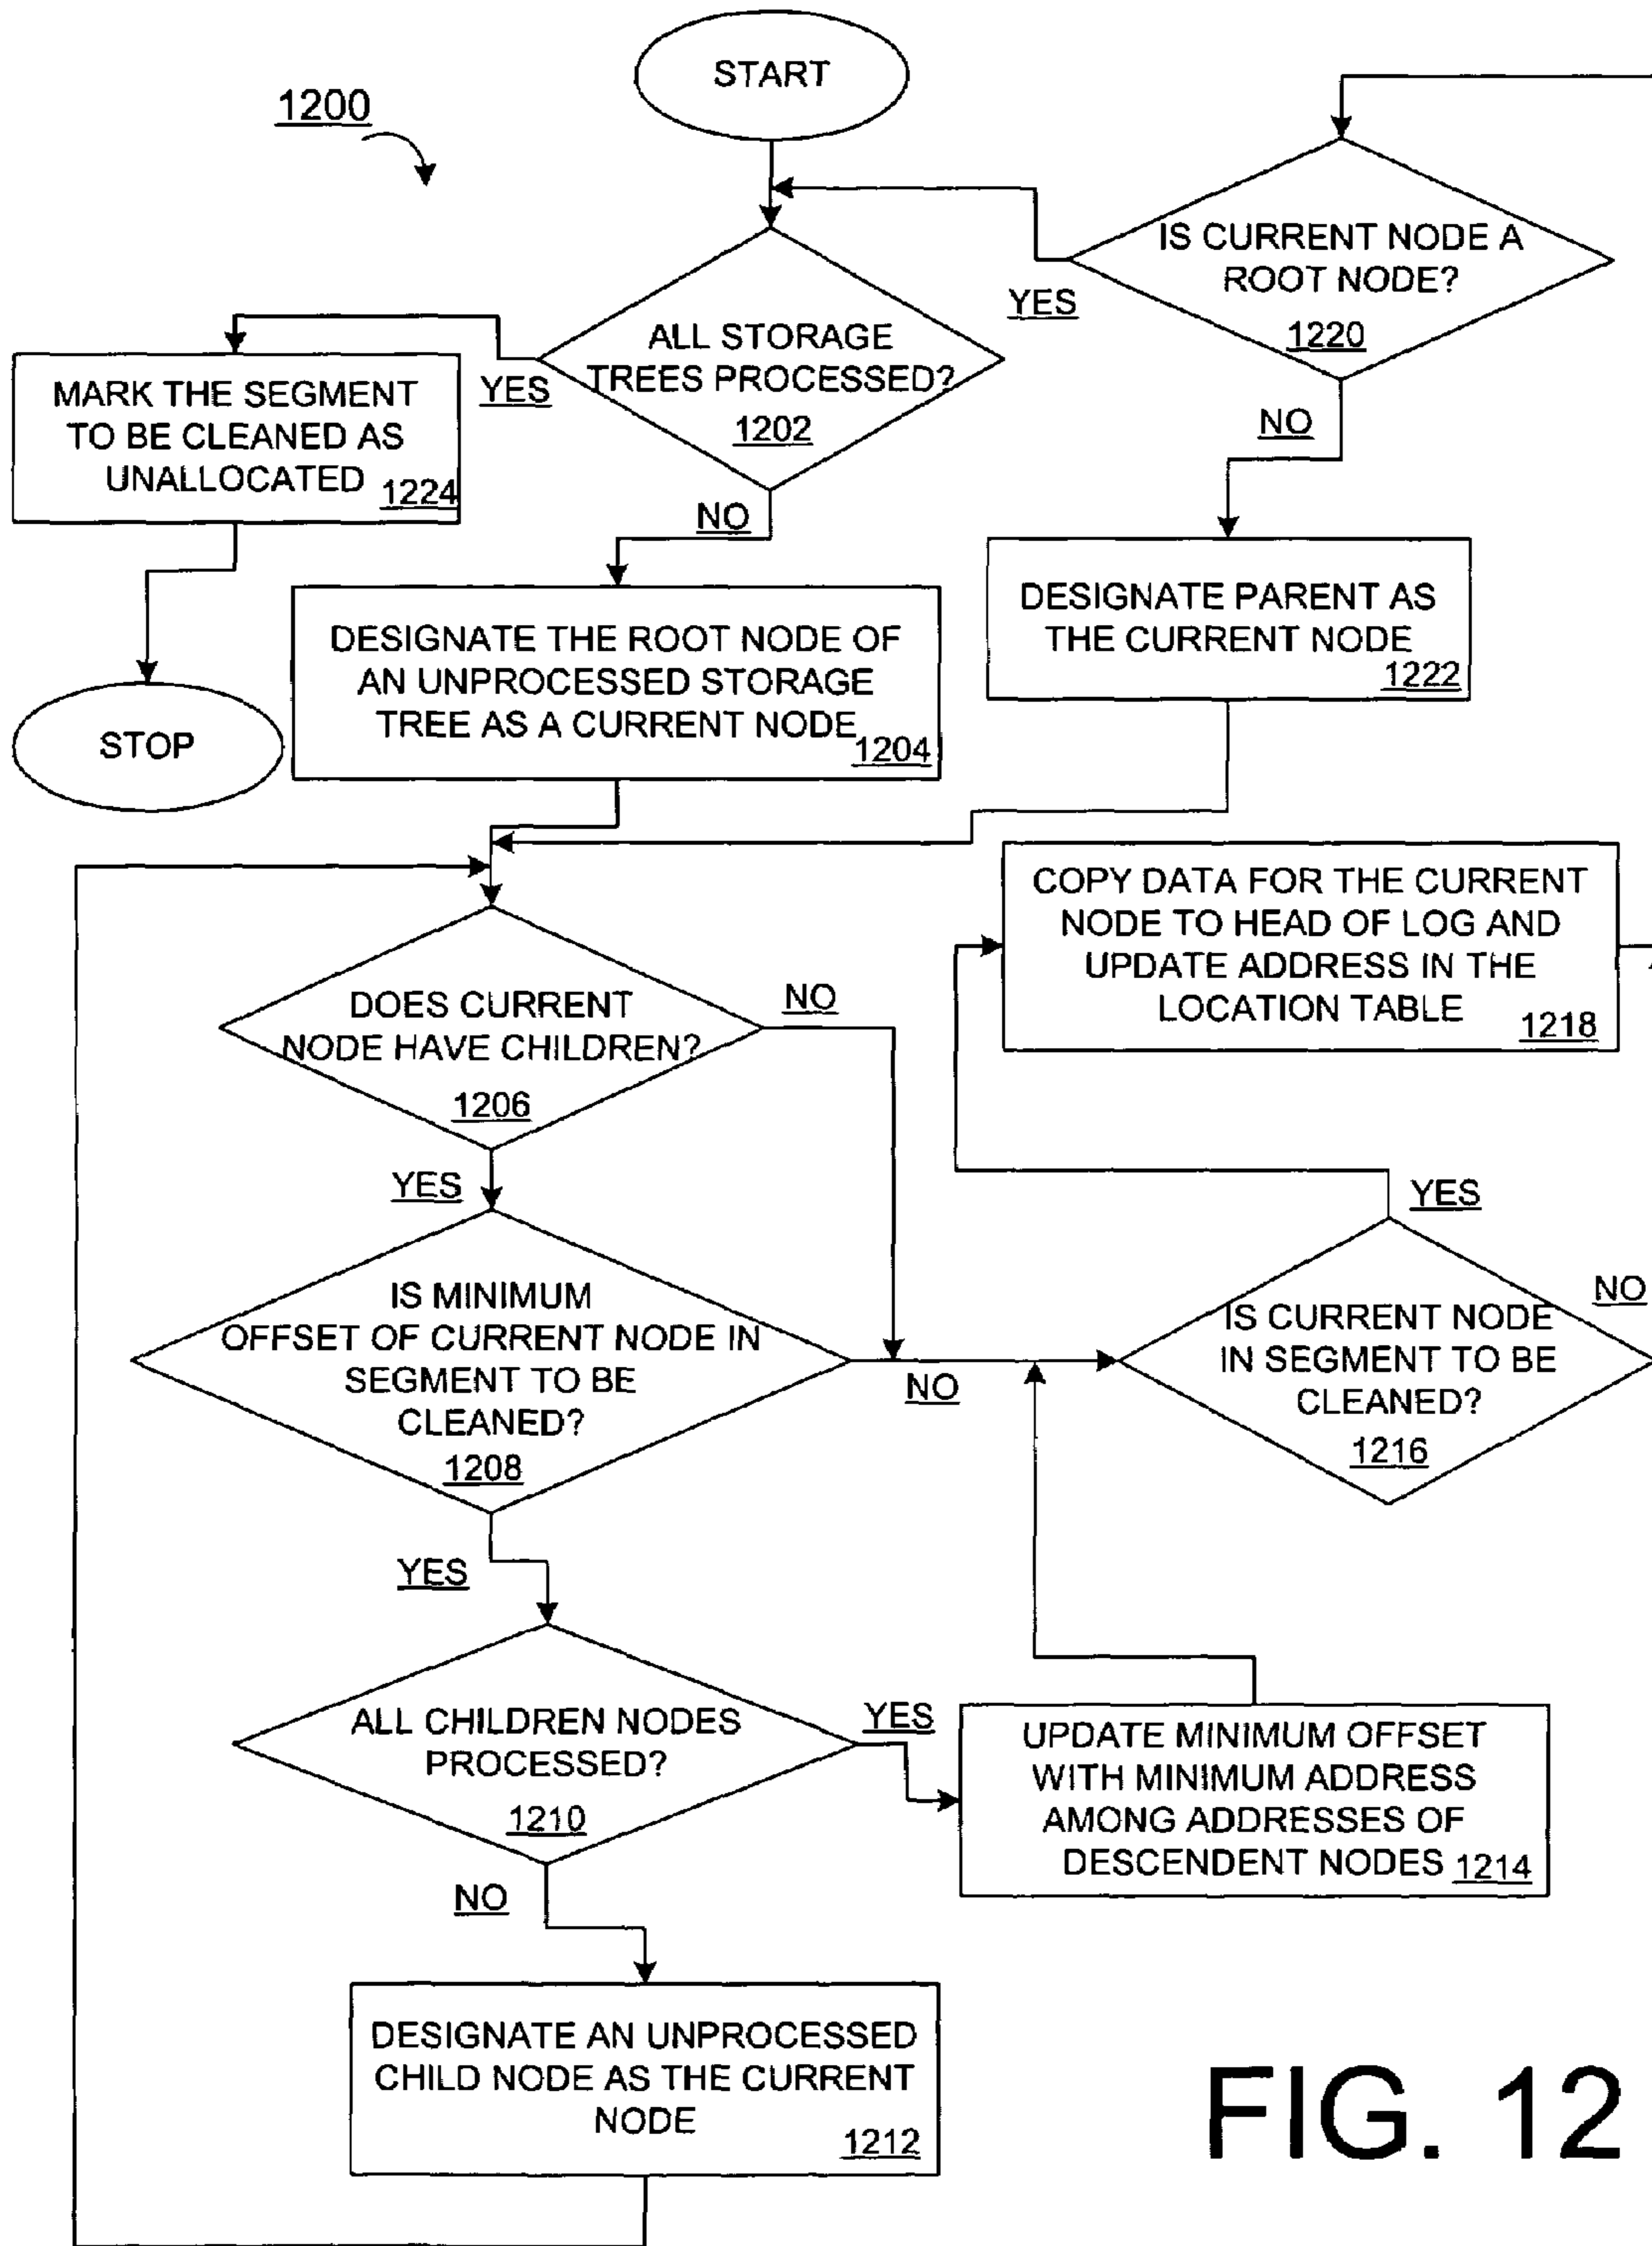 START
1200
IS CURRENT NODE A
ROOT NODE?
1220
YES
NO
ALL STORAGE
TREES PROCESSED?
1202
YES
NO
MARK THE SEGMENT
TO BE CLEANED AS
UNALLOCATED 1224
STOP
DESIGNATE THE ROOT NODE OF
AN UNPROCESSED STORAGE
TREE AS A CURRENT NODE
1204
DESIGNATE PARENT AS
THE CURRENT NODE
1222
COPY DATA FOR THE CURRENT
NODE TO HEAD OF LOG AND
UPDATE ADDRESS IN THE
LOCATION TABLE
1218
DOES CURRENT
NODE HAVE CHILDREN?
1206
NO
YES
IS MINIMUM
OFFSET OF CURRENT NODE IN
SEGMENT TO BE
CLEANED?
1208
NO
YES
IS CURRENT NODE
IN SEGMENT TO BE
CLEANED?
1216
YES
NO
ALL CHILDREN NODES
PROCESSED?
1210
YES
NO
UPDATE MINIMUM OFFSET
WITH MINIMUM ADDRESS
AMONG ADDRESSES OF
DESCENDENT NODES 1214
DESIGNATE AN UNPROCESSED
CHILD NODE AS THE CURRENT
NODE
1212
FIG. 12